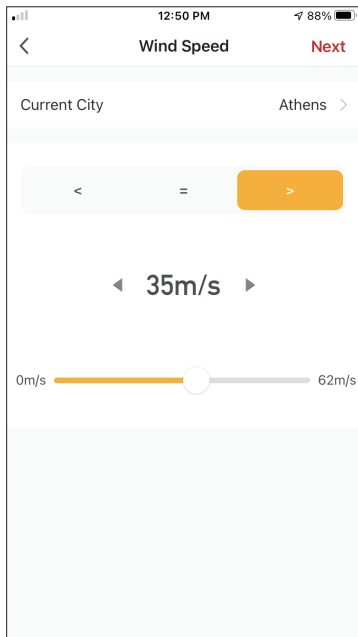 12:50 PM 88%
Wind Speed Next
Current City Athens >
< = >
35m/s
0m/s 62m/s